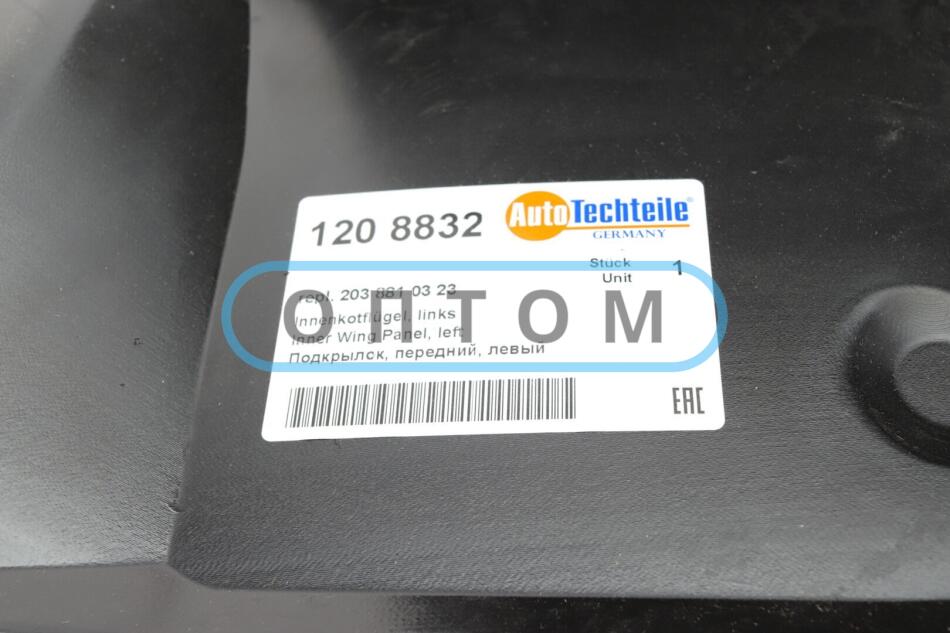 120 8832
AutoTechteile®
GERMANY
Stück
Unit 1
repl. 203 881 03 23
Innenkotflügel, links
Inner Wing Panel, left
Подкрылск, передний, левый
EAC
ОПТОМ